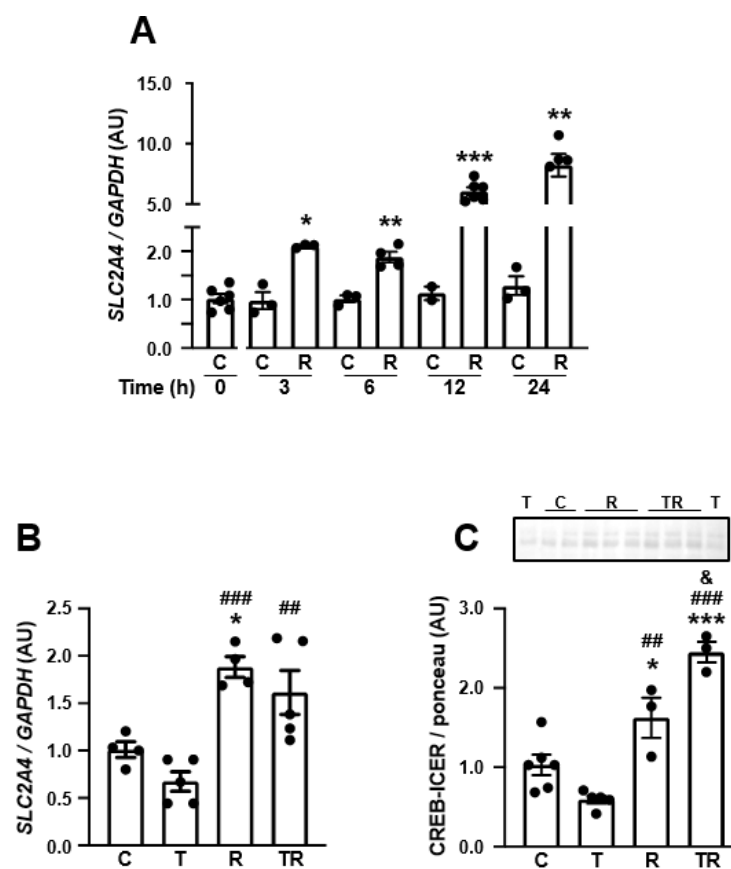 A
SLC2A4 / GAPDH (AU)
15.0
10.0
5.0
2.0
1.0
0.0
*
**
***
**
C C R C R C R C R
Time (h) 0 3 6 12 24
B
SLC2A4 / GAPDH (AU)
2.5
2.0
1.5
1.0
0.5
0.0
###
*
##
C T R TR
C
T C R TR T
CREB-ICER / ponceau (AU)
3.0
2.0
1.0
0.0
##
*
&
###
***
C T R TR